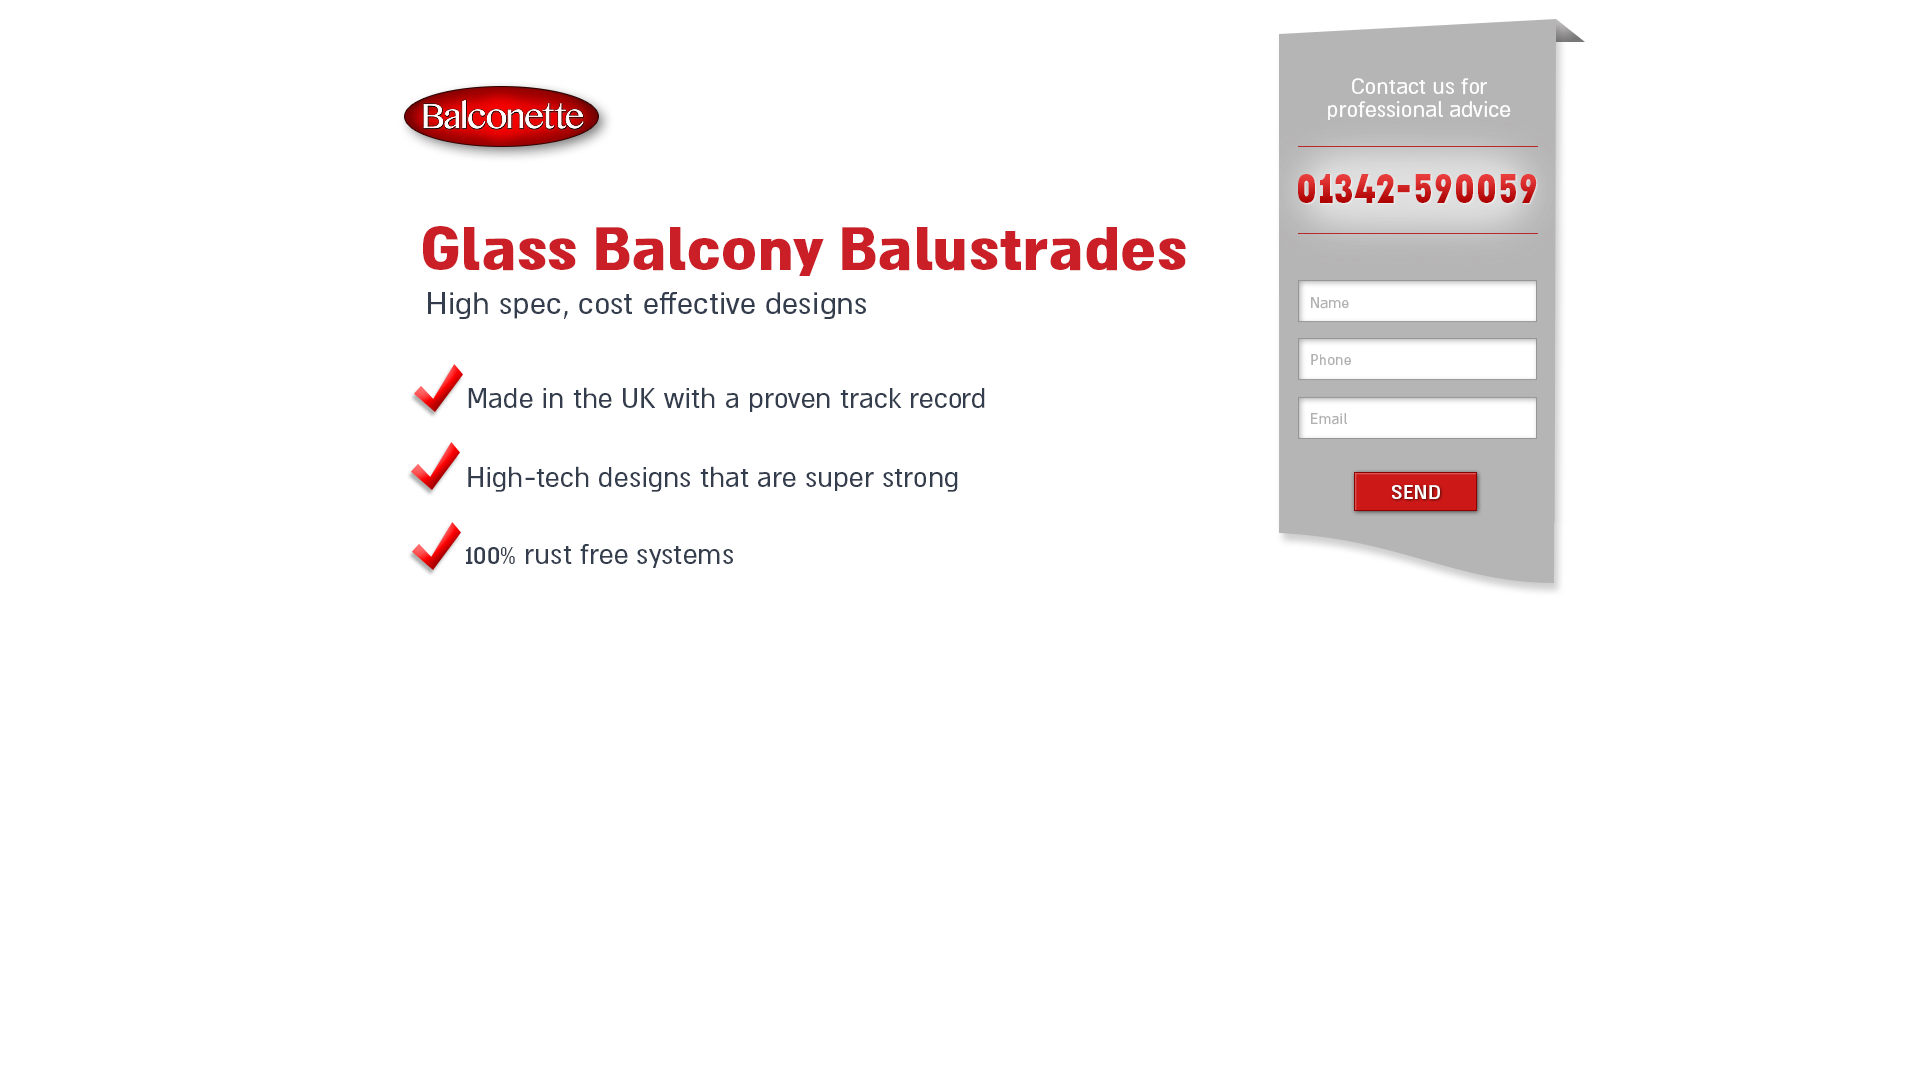 Balconette
Glass Balcony Balustrades
High spec, cost effective designs
Made in the UK with a proven track record
High-tech designs that are super strong
100% rust free systems
Contact us for
professional advice
01342-590059
Name
Phone
Email
SEND